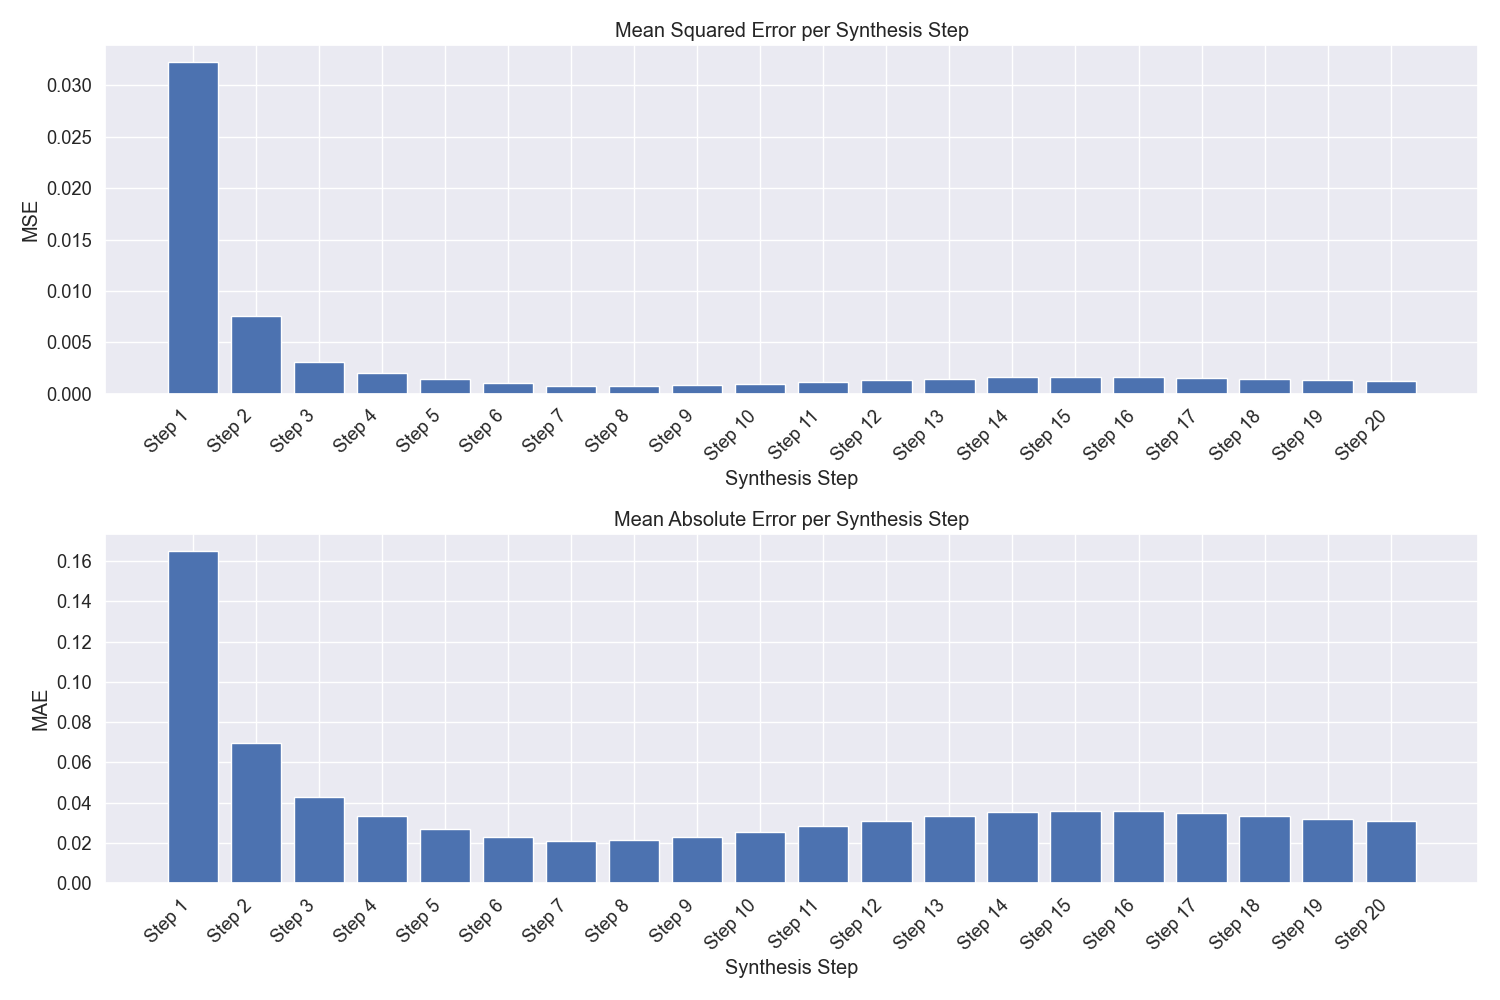 Mean Squared Error per Synthesis Step
MSE
0.030
0.025
0.020
0.015
0.010
0.005
0.000
Step 1
Step 2
Step 3
Step 4
Step 5
Step 6
Step 7
Step 8
Step 9
Step 10
Step 11
Step 12
Step 13
Step 14
Step 15
Step 16
Step 17
Step 18
Step 19
Step 20
Synthesis Step
Mean Absolute Error per Synthesis Step
MAE
0.16
0.14
0.12
0.10
0.08
0.06
0.04
0.02
0.00
Step 1
Step 2
Step 3
Step 4
Step 5
Step 6
Step 7
Step 8
Step 9
Step 10
Step 11
Step 12
Step 13
Step 14
Step 15
Step 16
Step 17
Step 18
Step 19
Step 20
Synthesis Step